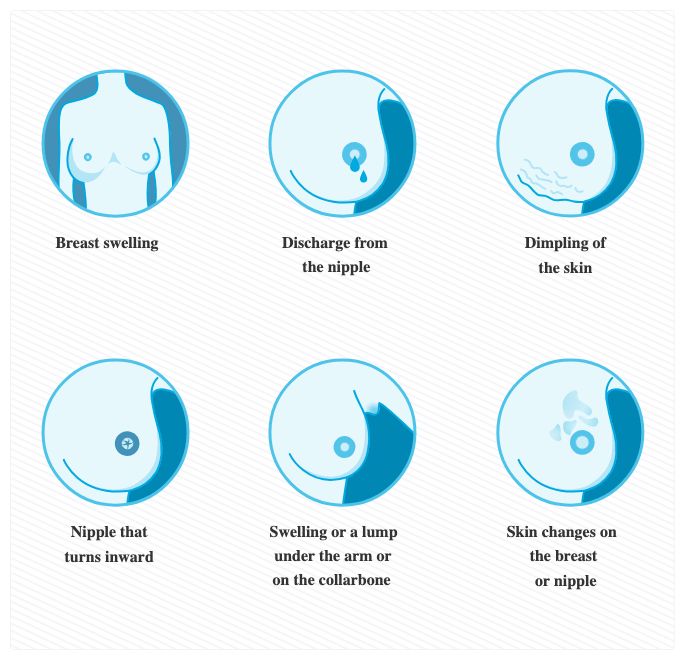 Breast swelling
Discharge from
the nipple
Dimpling of
the skin
Nipple that
turns inward
Swelling or a lump
under the arm or
on the collarbone
Skin changes on
the breast
or nipple